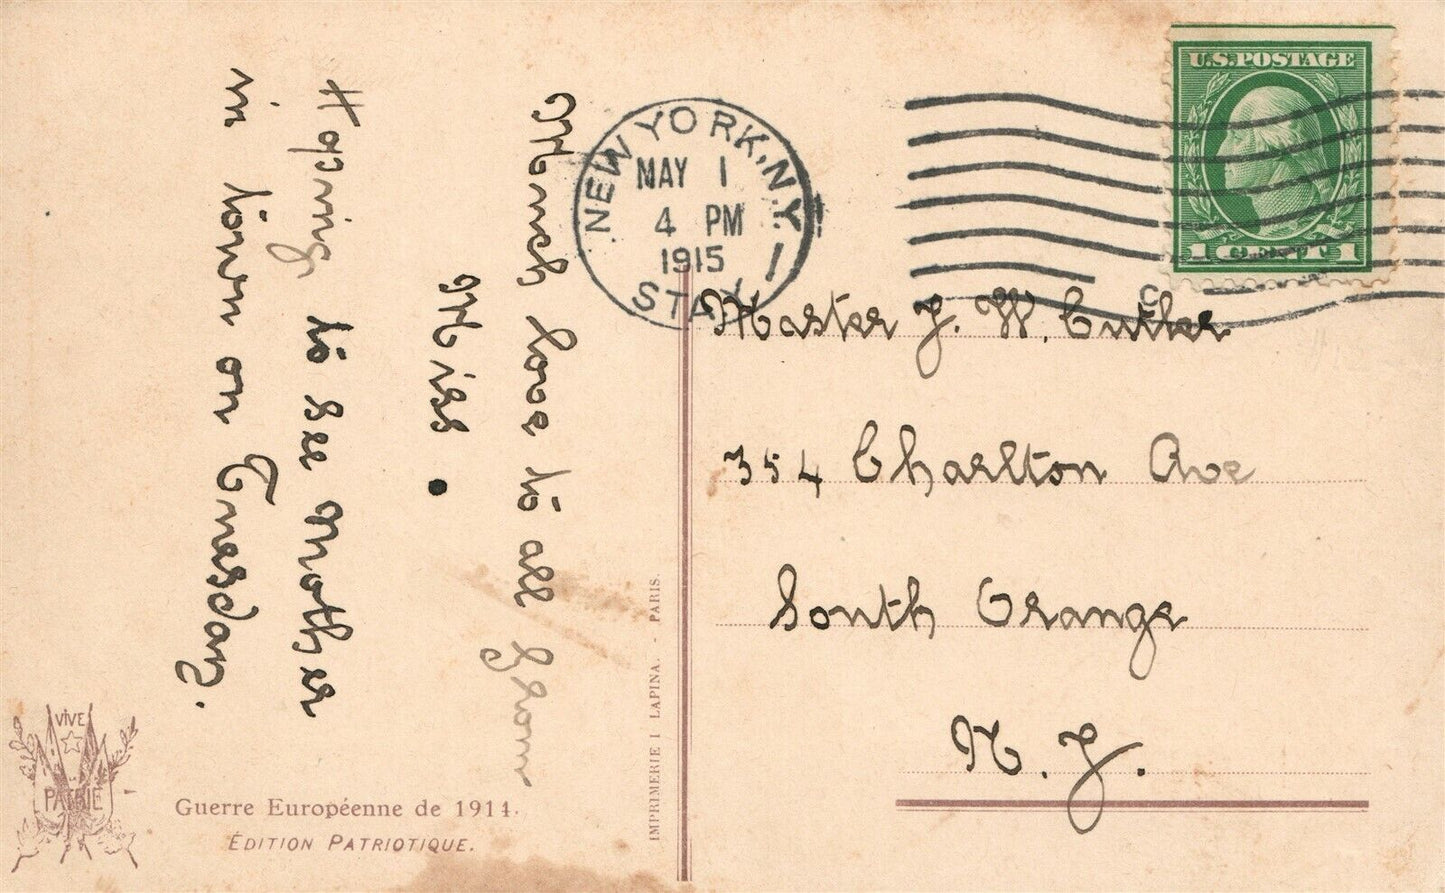 Much love to all from
Miss .
Hoping to see Mother
in town on Tuesday.
NEW YORK, N.Y.
MAY 1
4 PM
1915
STA.
U.S. POSTAGE
1 CENT 1
Master J. W. Cutler
354 Charlton Ave
South Orange
N. J.
IMPRIMERIE I LAPINA. - PARIS.
VIVE
PATRIE
Guerre Européenne de 1914.
ÉDITION PATRIOTIQUE.